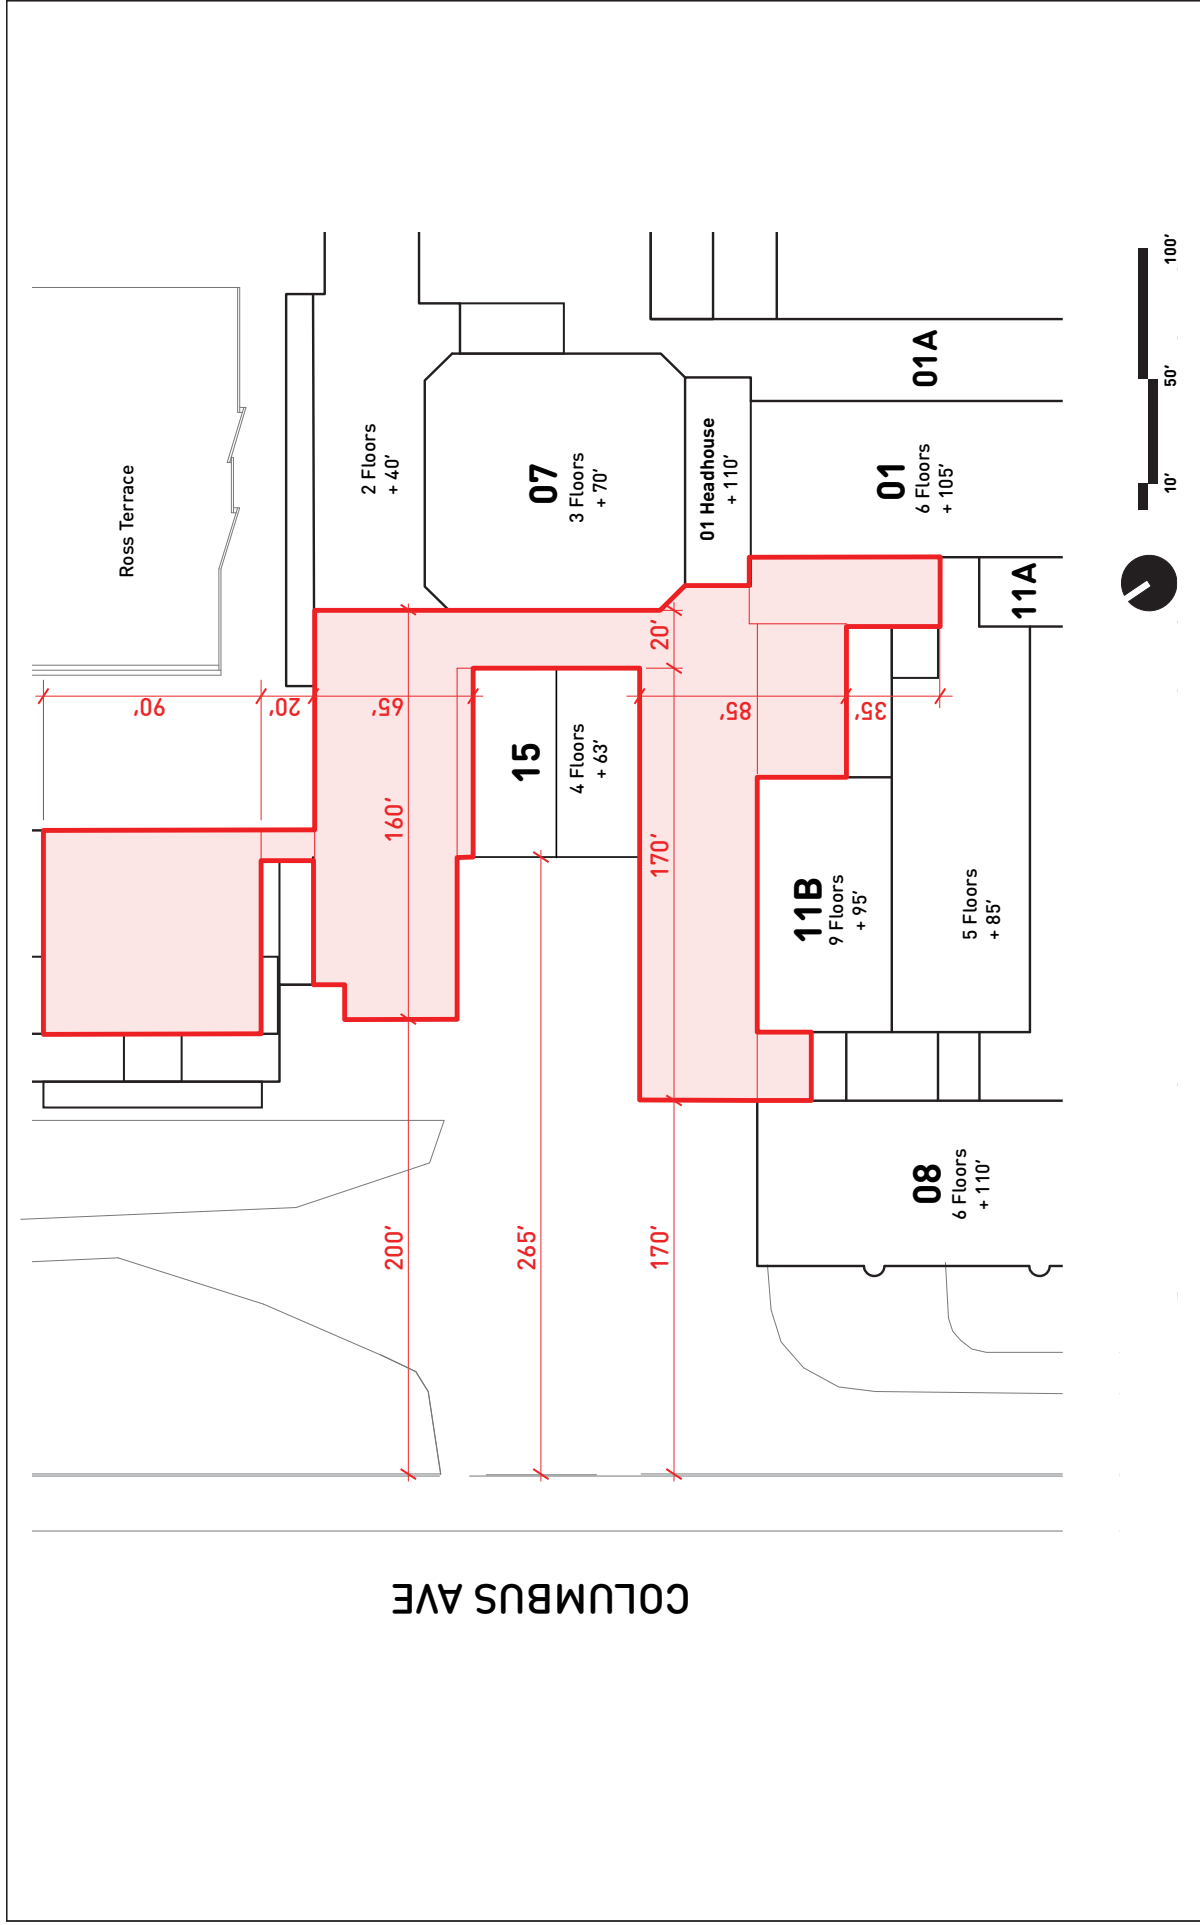 Ross Terrace
2 Floors
+ 40′
07
3 Floors
+ 70′
01 Headhouse
+ 110′
01A
01
6 Floors
+ 105′
11A
100′
50′
10′
90′
20′
65′
20′
85′
35′
160′
15
4 Floors
+ 63′
170′
11B
9 Floors
+ 95′
5 Floors
+ 85′
200′
265′
170′
08
6 Floors
+ 110′
COLUMBUS AVE